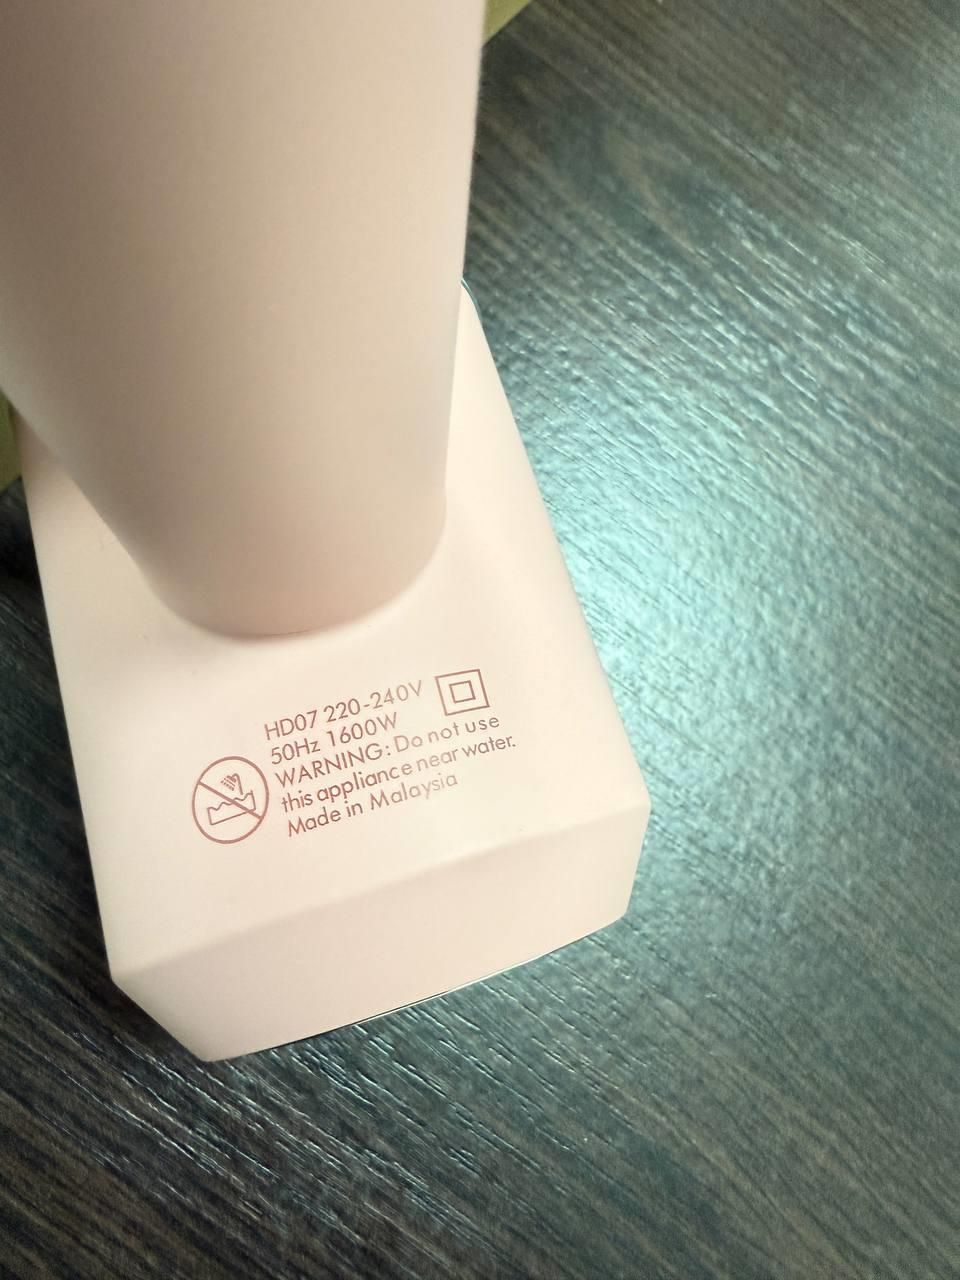 HD07 220-240V
50Hz 1600W
WARNING: Do not use
this appliance near water.
Made in Malaysia